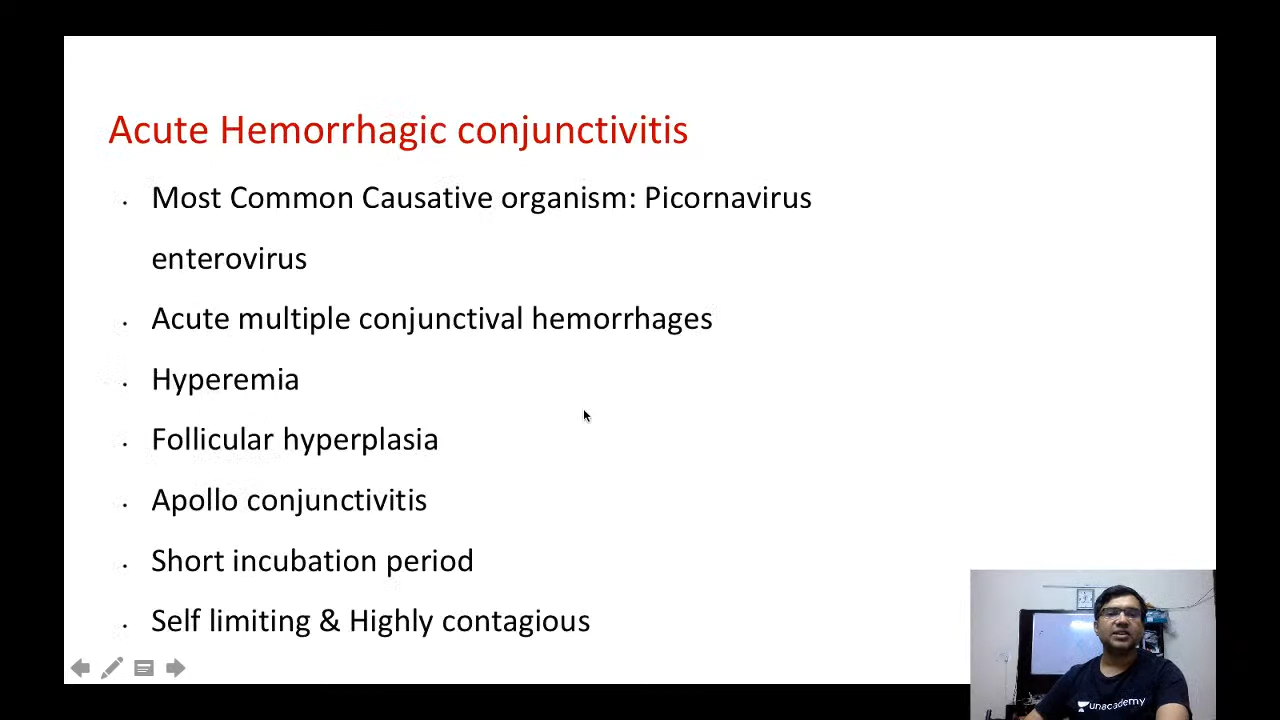 Acute Hemorrhagic conjunctivitis
• Most Common Causative organism: Picornavirus
enterovirus
• Acute multiple conjunctival hemorrhages
• Hyperemia
• Follicular hyperplasia
• Apollo conjunctivitis
• Short incubation period
• Self limiting & Highly contagious
unacademy